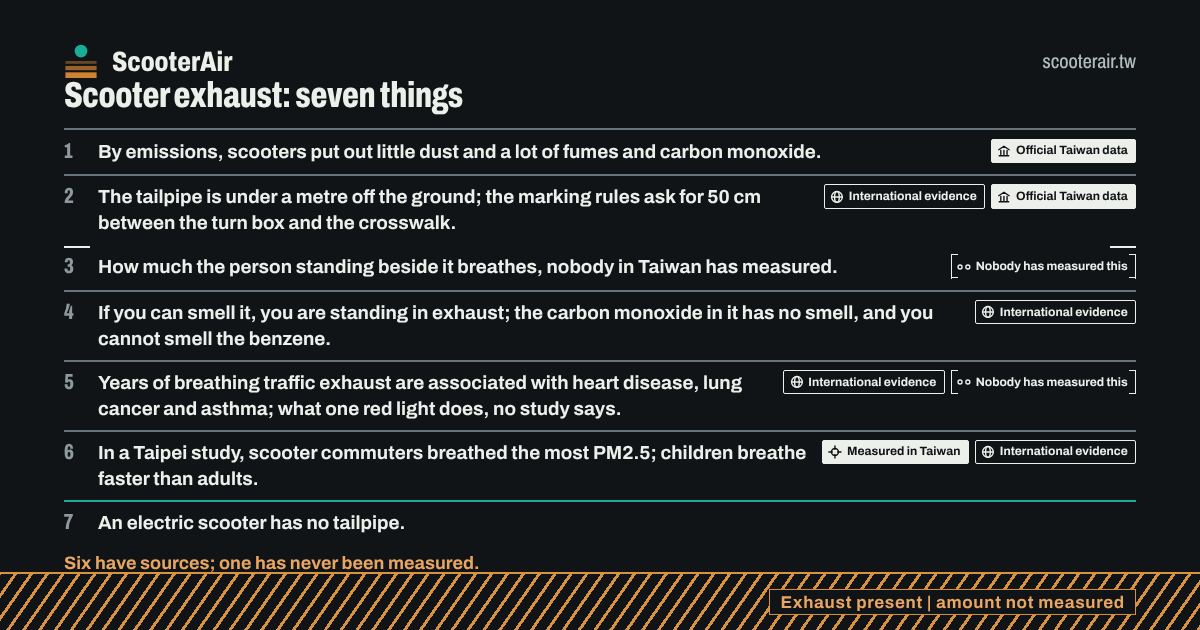 ScooterAir
scooterair.tw
Scooter exhaust: seven things
1 By emissions, scooters put out little dust and a lot of fumes and carbon monoxide. Official Taiwan data
2 The tailpipe is under a metre off the ground; the marking rules ask for 50 cm International evidence Official Taiwan data
between the turn box and the crosswalk.
3 How much the person standing beside it breathes, nobody in Taiwan has measured. Nobody has measured this
4 If you can smell it, you are standing in exhaust; the carbon monoxide in it has no smell, and you International evidence
cannot smell the benzene.
5 Years of breathing traffic exhaust are associated with heart disease, lung International evidence Nobody has measured this
cancer and asthma; what one red light does, no study says.
6 In a Taipei study, scooter commuters breathed the most PM2.5; children breathe Measured in Taiwan International evidence
faster than adults.
7 An electric scooter has no tailpipe.
Six have sources; one has never been measured.
Exhaust present | amount not measured